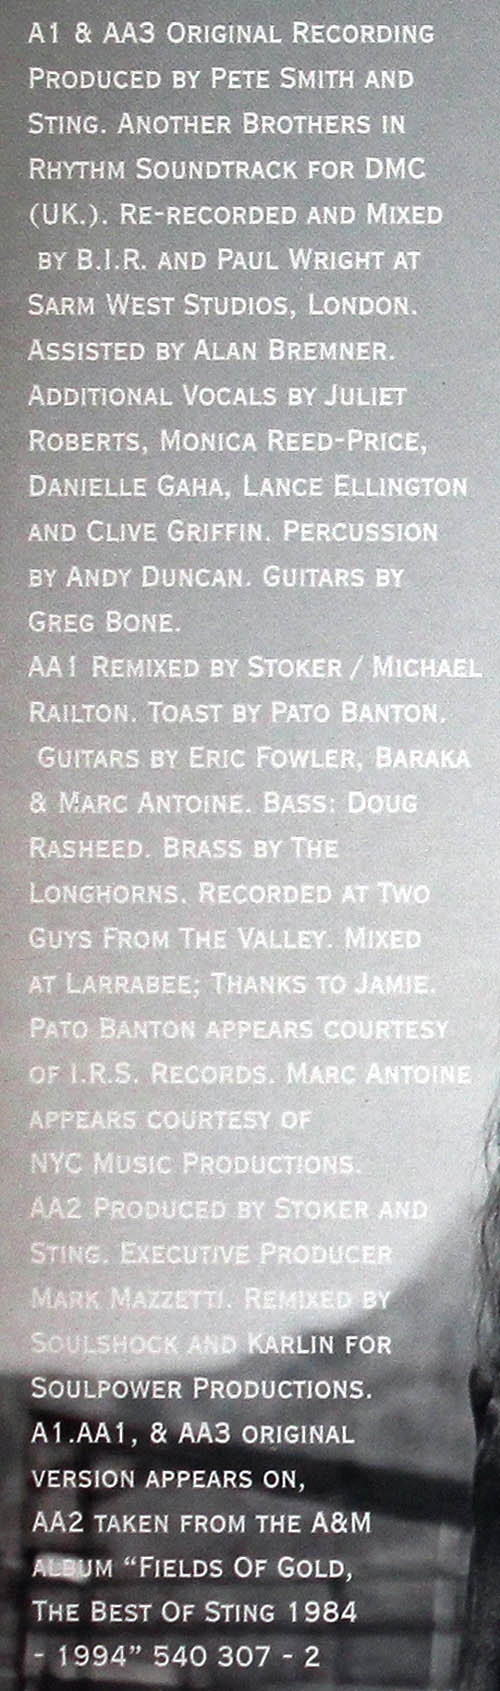 A1 & AA3 Original Recording
Produced by Pete Smith and
Sting. Another Brothers in
Rhythm Soundtrack for DMC
(UK.). Re-recorded and Mixed
by B.I.R. and Paul Wright at
Sarm West Studios, London.
Assisted by Alan Bremner.
Additional Vocals by Juliet
Roberts, Monica Reed-Price,
Danielle Gaha, Lance Ellington
and Clive Griffin. Percussion
by Andy Duncan. Guitars by
Greg Bone.
AA1 Remixed by Stoker / Michael
Railton. Toast by Pato Banton.
Guitars by Eric Fowler, Baraka
& Marc Antoine. Bass: Doug
Rasheed. Brass by The
Longhorns. Recorded at Two
Guys From The Valley. Mixed
at Larrabee; Thanks to Jamie.
Pato Banton appears courtesy
of I.R.S. Records. Marc Antoine
appears courtesy of
NYC Music Productions.
AA2 Produced by Stoker and
Sting. Executive Producer
Mark Mazzetti. Remixed by
Soulshock and Karlin for
Soulpower Productions.
A1.AA1, & AA3 original
version appears on,
AA2 taken from the A&M
album "Fields Of Gold,
The Best Of Sting 1984
- 1994" 540 307 - 2